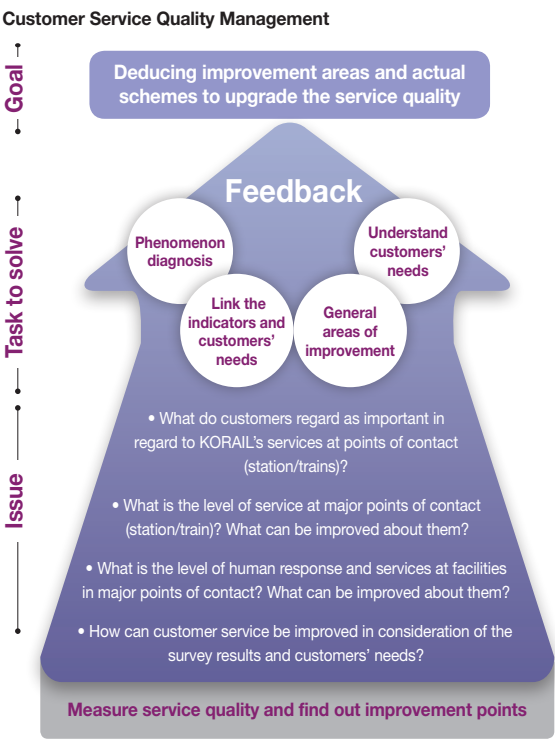 Customer Service Quality Management
Goal
Deducing improvement areas and actual
schemes to upgrade the service quality
Task to solve
Feedback
Phenomenon
diagnosis
Understand
customers’
needs
Link the
indicators and
customers’
needs
General
areas of
improvement
Issue
• What do customers regard as important in
regard to KORAIL’s services at points of contact
(station/trains)?
• What is the level of service at major points of contact
(station/train)? What can be improved about them?
• What is the level of human response and services at facilities
in major points of contact? What can be improved about them?
• How can customer service be improved in consideration of the
survey results and customers’ needs?
Measure service quality and find out improvement points